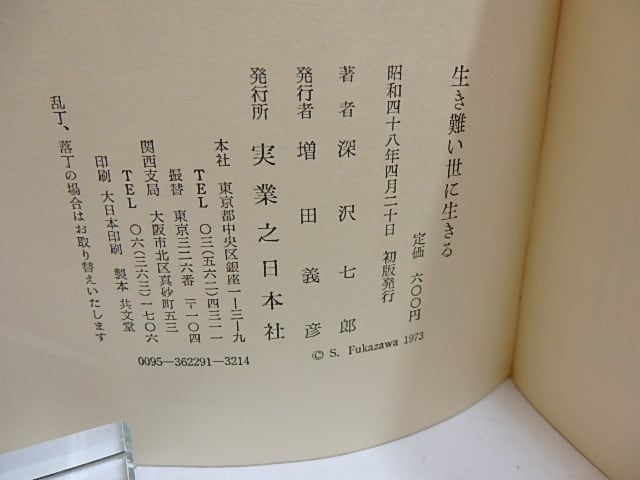 生き難い世に生きる
定価 六〇〇円
昭和四十八年四月二十日 初版発行
著者 深沢七郎
発行者 増田義彦
発行所 実業之日本社
本社 東京都中央区銀座一―三―九
TEL 〇三(五六二)四三一一
振替 東京三二六番 〒一〇四
関西支局 大阪市北区真砂町五三
TEL 〇六(三六三)一七〇六
印刷 大日本印刷 製本 共文堂
乱丁、落丁の場合はお取り替えいたします
© S. Fukazawa 1973
0095―362291―3214